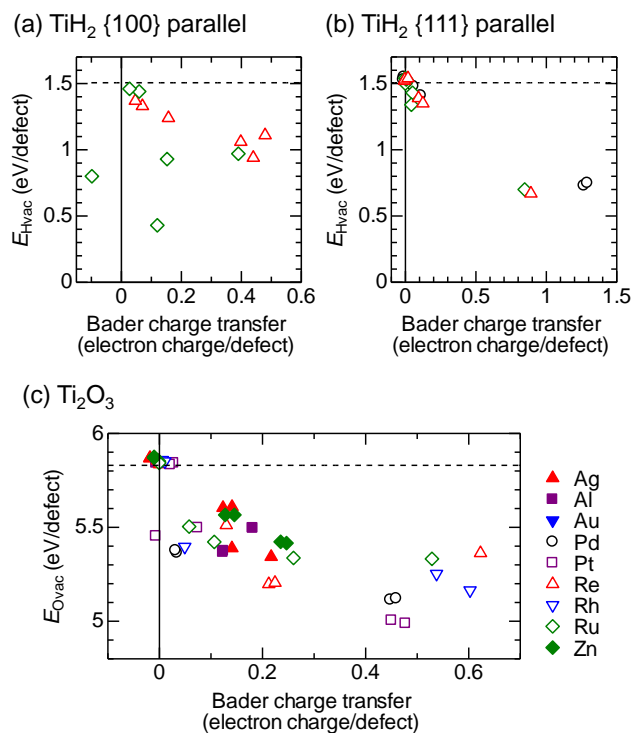 (a) TiH2 {100} parallel
1.5
1
0.5
0
EHvac (eV/defect)
0 0.2 0.4 0.6
Bader charge transfer
(electron charge/defect)
(b) TiH2 {111} parallel
1.5
1
0.5
0
EHvac (eV/defect)
0 0.5 1 1.5
Bader charge transfer
(electron charge/defect)
(c) Ti2O3
6
5.5
5
EOvac (eV/defect)
0 0.2 0.4 0.6
Bader charge transfer
(electron charge/defect)
Ag
Al
Au
Pd
Pt
Re
Rh
Ru
Zn